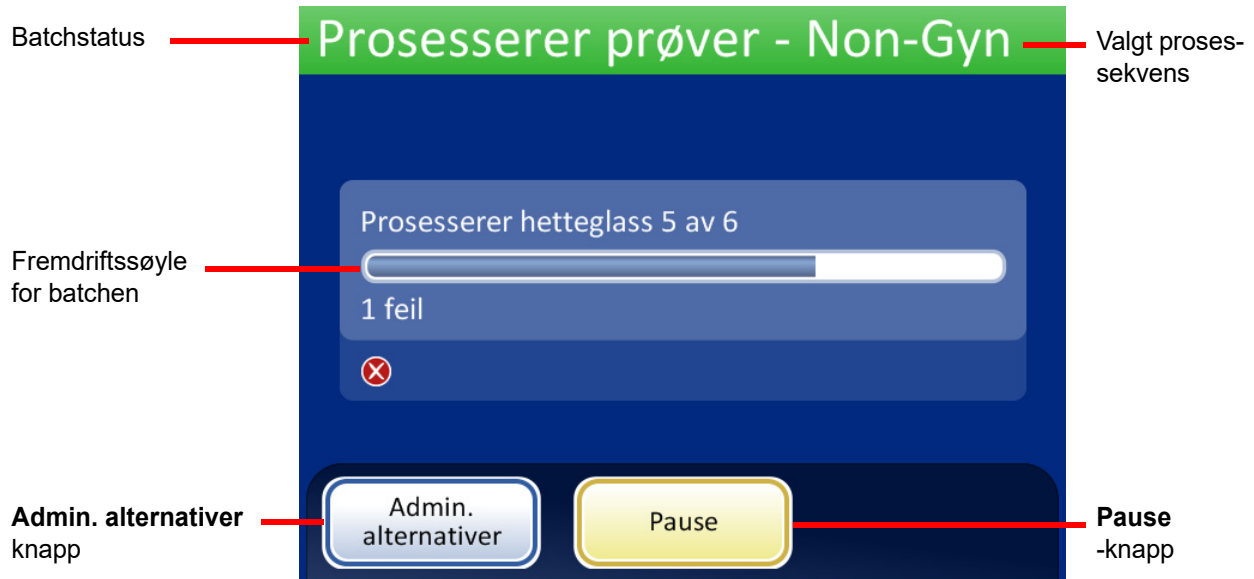 Batchstatus
Prosesserer prøver - Non-Gyn
Valgt proses-
sekvens
Prosesserer hetteglass 5 av 6
Fremdriftssøyle
for batchen
1 feil
Admin. alternativer
knapp
Admin.
alternativer
Pause
Pause
-knapp